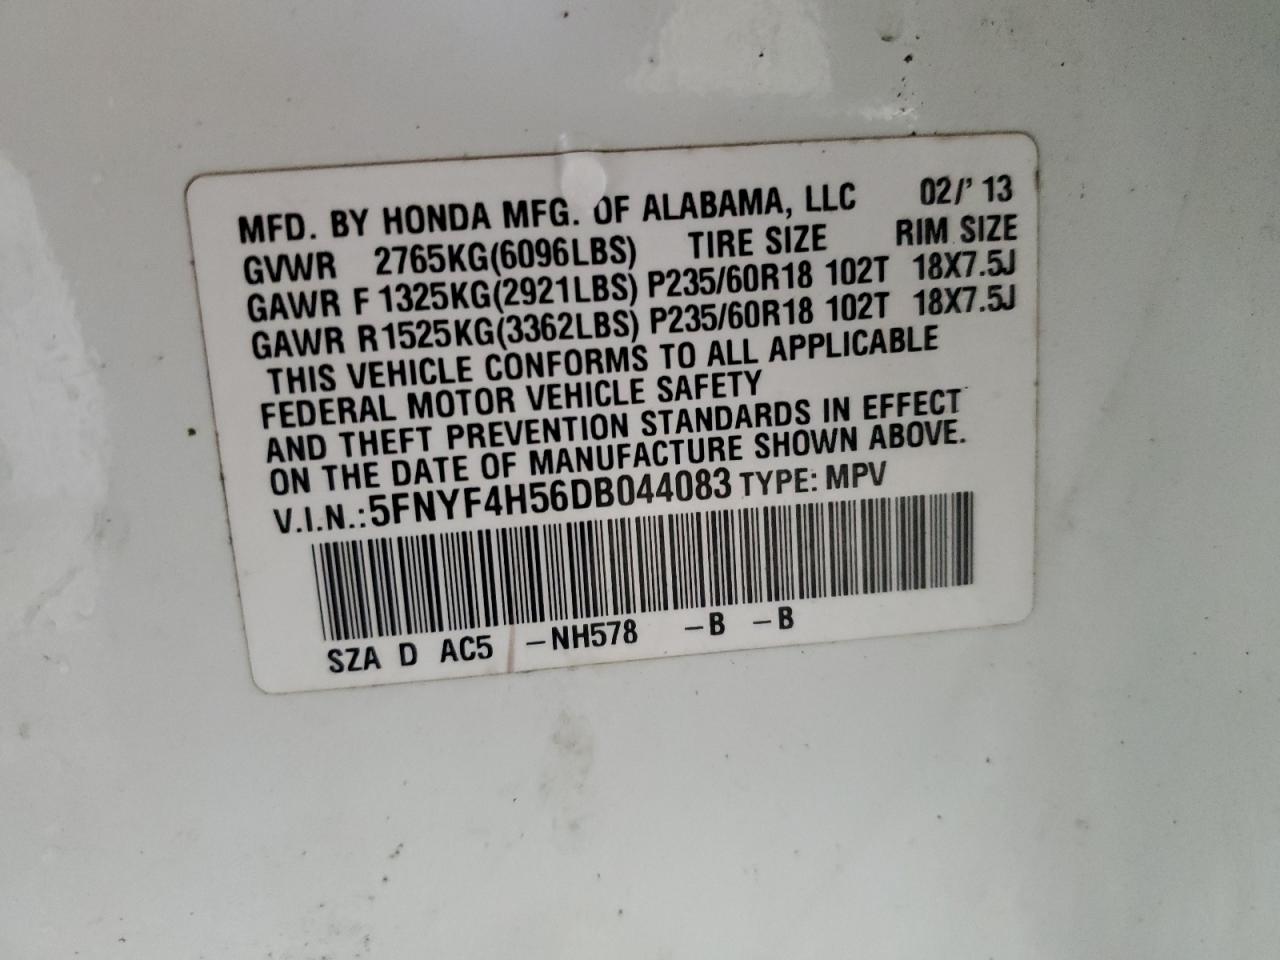 MFD. BY HONDA MFG. OF ALABAMA, LLC 02/' 13
GVWR 2765KG(6096LBS) TIRE SIZE RIM SIZE
GAWR F 1325KG(2921LBS) P235/60R18 102T 18X7.5J
GAWR R 1525KG(3362LBS) P235/60R18 102T 18X7.5J
THIS VEHICLE CONFORMS TO ALL APPLICABLE
FEDERAL MOTOR VEHICLE SAFETY
AND THEFT PREVENTION STANDARDS IN EFFECT
ON THE DATE OF MANUFACTURE SHOWN ABOVE.
V.I.N.: 5FNYF4H56DB044083 TYPE: MPV
SZA D AC5 –NH578 –B –B